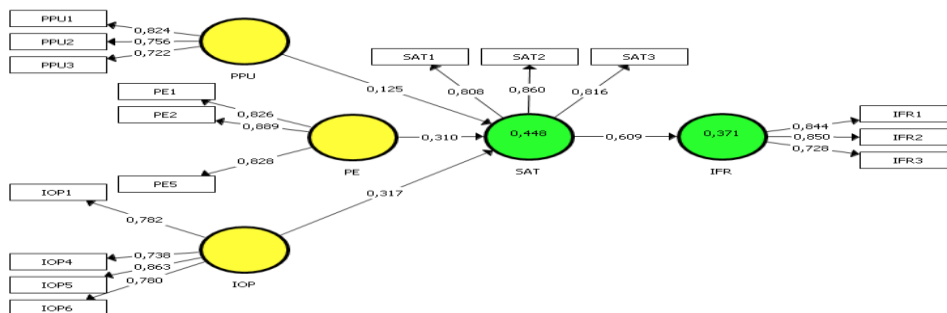 PPU1
0,824
PPU2
0,756
PPU3
0,722
PPU
SAT1
SAT2
SAT3
0,808
0,860
0,816
0,125
PE1
0,826
PE2
0,889
PE5
0,828
PE
0,310
0,448
SAT
0,609
0,371
IFR
0,844
IFR1
0,850
IFR2
0,728
IFR3
IOP1
0,782
0,317
IOP4
0,738
IOP5
0,863
IOP6
0,780
IOP